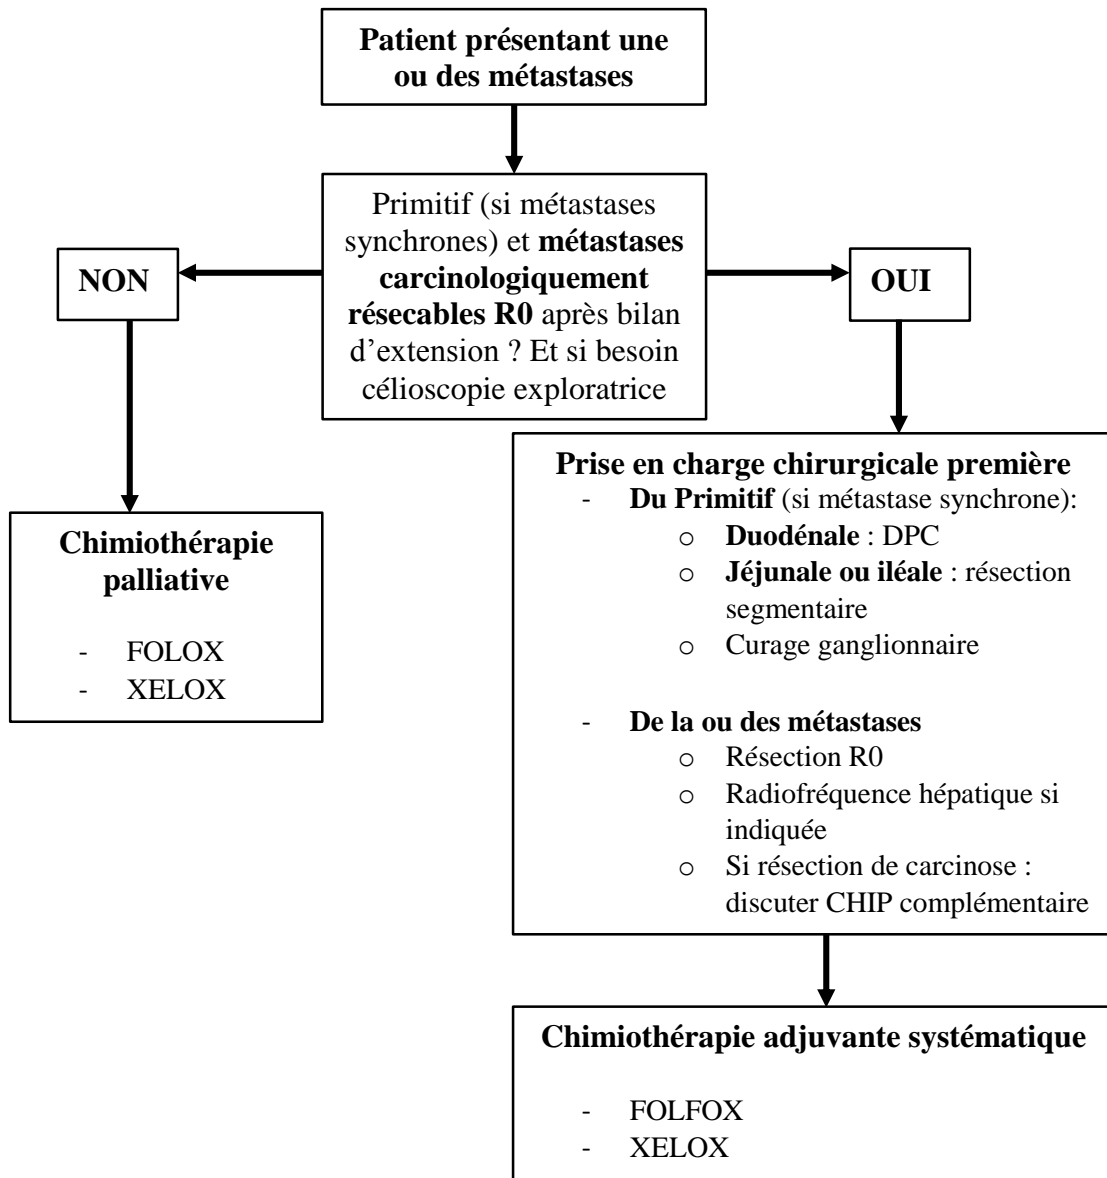 Patient présentant une
ou des métastases
Primitif (si métastases
synchrones) et métastases
carcinologiquement
résecables R0 après bilan
d’extension ? Et si besoin
célioscopie exploratrice
NON
OUI
Chimiothérapie
palliative
- FOLOX
- XELOX
Prise en charge chirurgicale première
- Du Primitif (si métastase synchrone):
o Duodénale : DPC
o Jéjunale ou iléale : résection
segmentaire
o Curage ganglionnaire
- De la ou des métastases
o Résection R0
o Radiofréquence hépatique si
indiquée
o Si résection de carcinose :
discuter CHIP complémentaire
Chimiothérapie adjuvante systématique
- FOLFOX
- XELOX